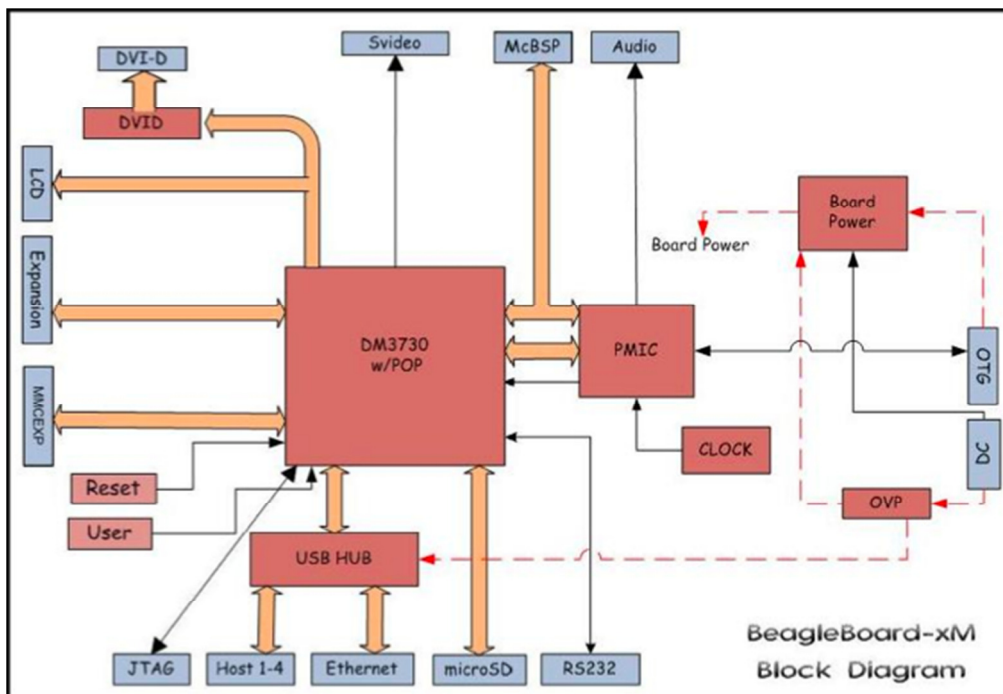 Svideo
McBSP
Audio
DVI-D
DVID
LCD
Board
Power
Board Power
Expansion
DM3730
w/POP
PMIC
OTG
MMCEXP
CLOCK
DC
Reset
OVP
User
USB HUB
JTAG
Host 1-4
Ethernet
microSD
RS232
BeagleBoard-xM
Block Diagram